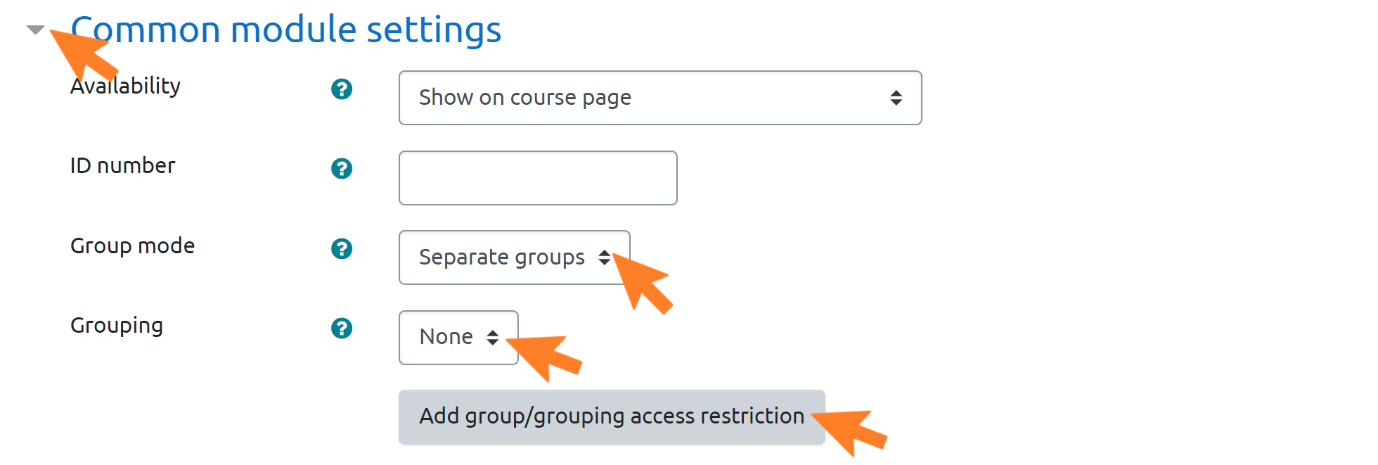 Common module settings
Availability
Show on course page
ID number
Group mode
Separate groups
Grouping
None
Add group/grouping access restriction